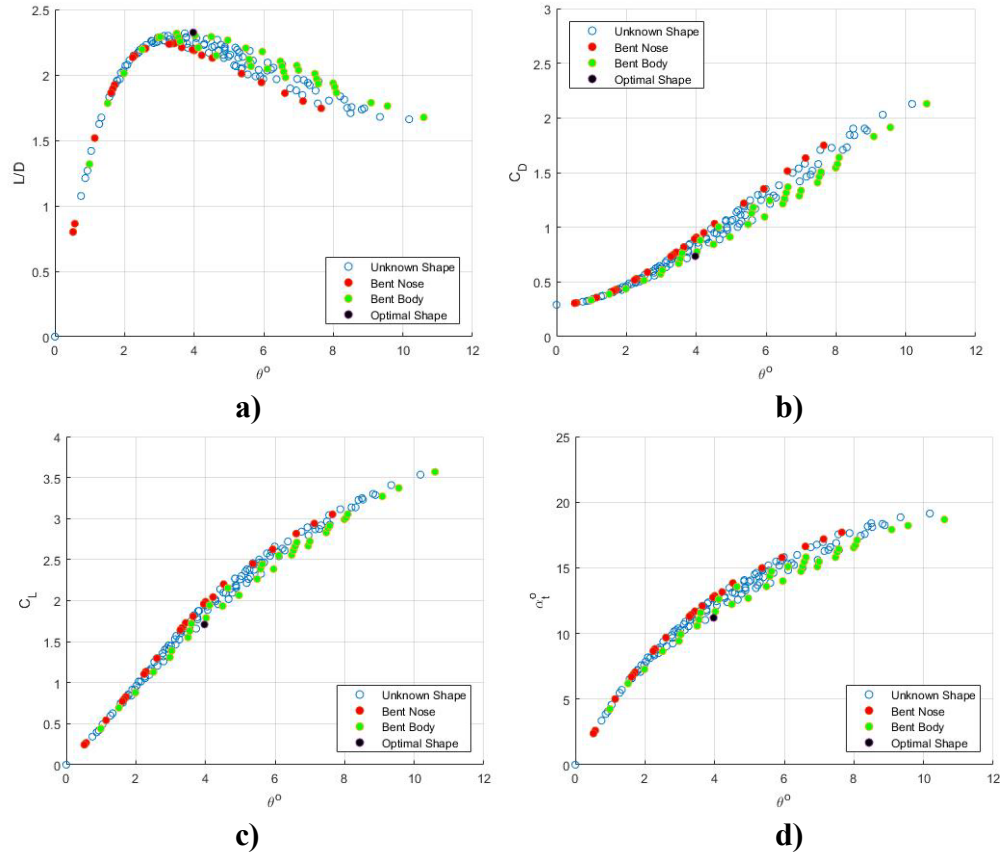 2.5
2
1.5
1
0.5
0
0 2 4 6 8 10 12
L/D
θ°
Unknown Shape
Bent Nose
Bent Body
Optimal Shape
a)
3
2.5
2
1.5
1
0.5
0
0 2 4 6 8 10 12
C_D
θ°
Unknown Shape
Bent Nose
Bent Body
Optimal Shape
b)
4
3.5
3
2.5
2
1.5
1
0.5
0
0 2 4 6 8 10 12
C_L
θ°
Unknown Shape
Bent Nose
Bent Body
Optimal Shape
c)
25
20
15
10
5
0
0 2 4 6 8 10 12
α_t°
θ°
Unknown Shape
Bent Nose
Bent Body
Optimal Shape
d)